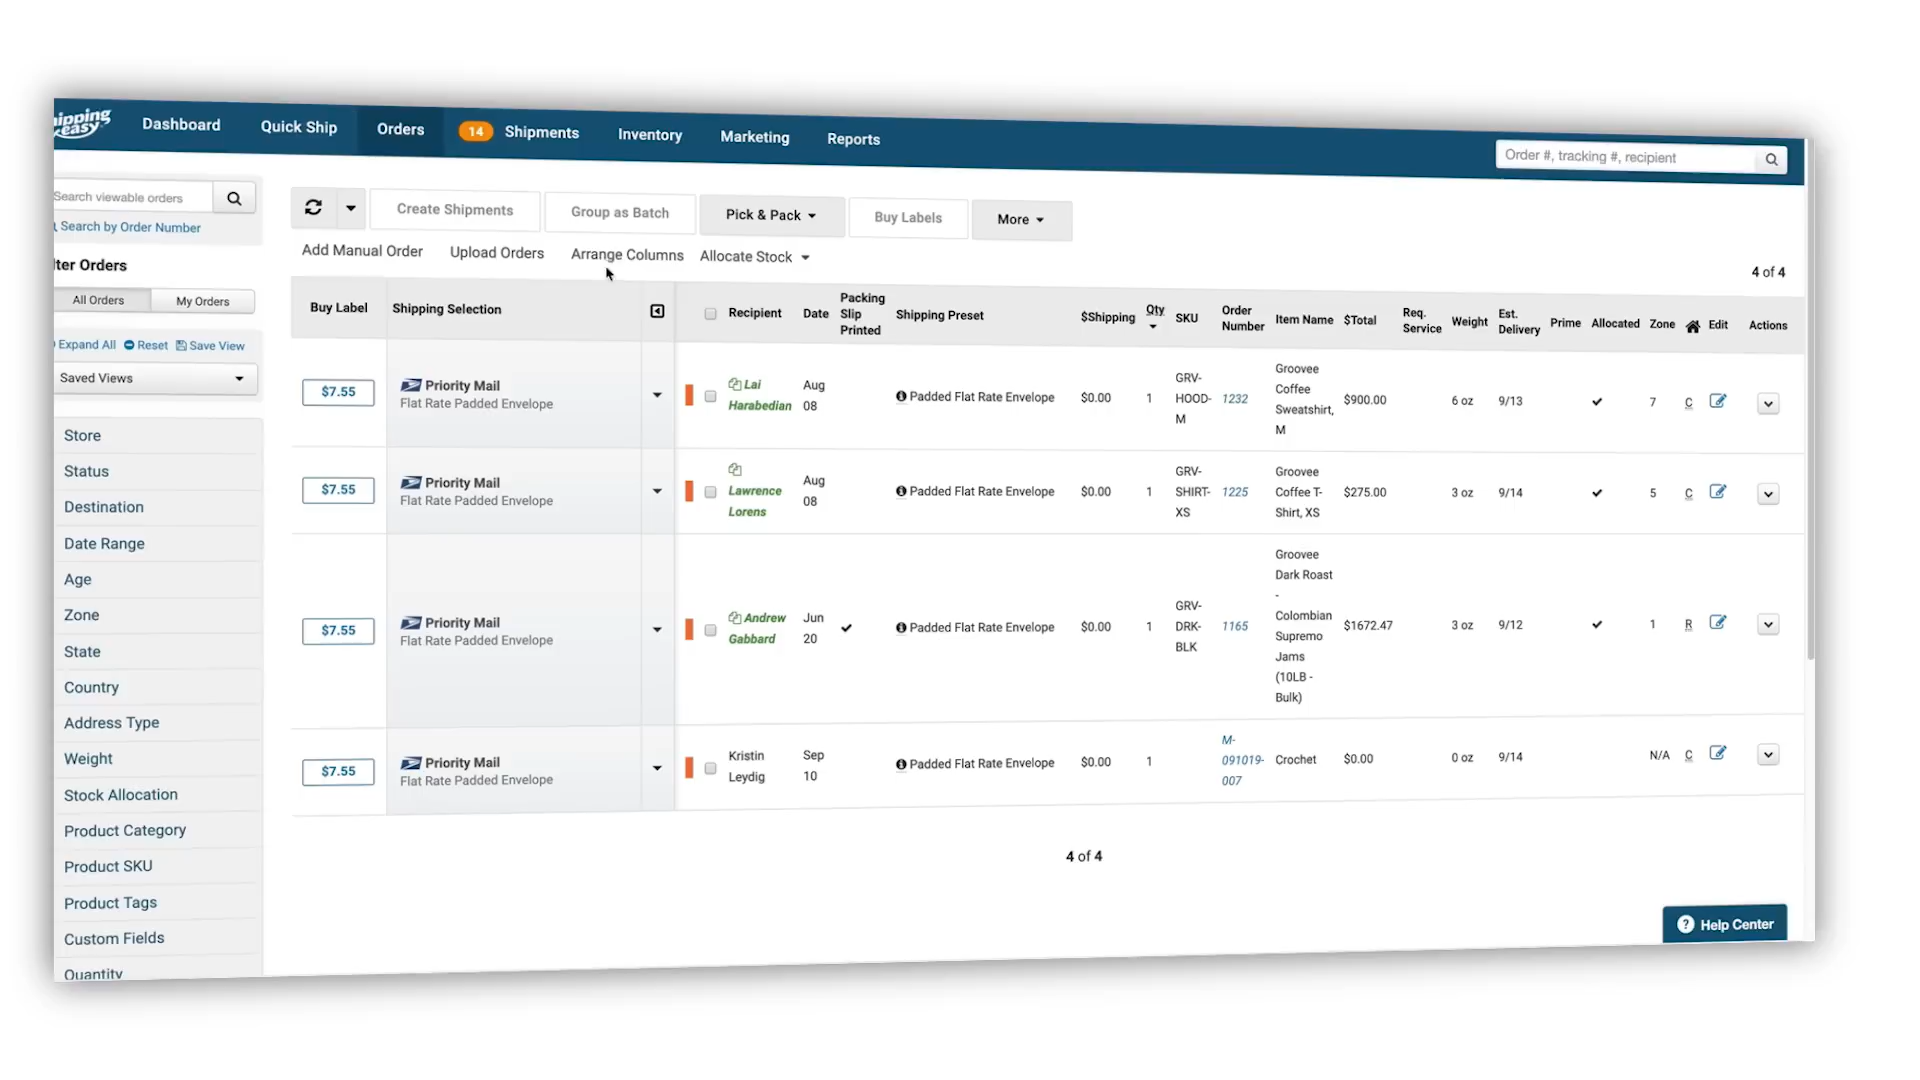 ipping
easy
Dashboard
Quick Ship
Orders
14
Shipments
Inventory
Marketing
Reports
Order #, tracking #, recipient
Search viewable orders
Search by Order Number
lter Orders
All Orders
My Orders
Expand All
Reset
Save View
Saved Views
Store
Status
Destination
Date Range
Age
Zone
State
Country
Address Type
Weight
Stock Allocation
Product Category
Product SKU
Product Tags
Custom Fields
Quantity
Create Shipments
Group as Batch
Pick & Pack
Buy Labels
More
Add Manual Order
Upload Orders
Arrange Columns
Allocate Stock
4 of 4
Buy Label
Shipping Selection
Recipient
Date
Packing
Slip
Printed
Shipping Preset
$Shipping
Qty
SKU
Order
Number
Item Name
$Total
Req.
Service
Weight
Est.
Delivery
Prime
Allocated
Zone
Edit
Actions
$7.55
Priority Mail
Flat Rate Padded Envelope
Lai
Harabedian
Aug
08
Padded Flat Rate Envelope
$0.00
1
GRV-
HOOD-
M
1232
Groovee
Coffee
Sweatshirt,
M
$900.00
6 oz
9/13
7
C
$7.55
Priority Mail
Flat Rate Padded Envelope
Lawrence
Lorens
Aug
08
Padded Flat Rate Envelope
$0.00
1
GRV-
SHIRT-
XS
1225
Groovee
Coffee T-
Shirt, XS
$275.00
3 oz
9/14
5
C
$7.55
Priority Mail
Flat Rate Padded Envelope
Andrew
Gabbard
Jun
20
Padded Flat Rate Envelope
$0.00
1
GRV-
DRK-
BLK
1165
Groovee
Dark Roast
-
Colombian
Supremo
Jams
(10LB -
Bulk)
$1672.47
3 oz
9/12
1
R
$7.55
Priority Mail
Flat Rate Padded Envelope
Kristin
Leydig
Sep
10
Padded Flat Rate Envelope
$0.00
1
M-
091019-
007
Crochet
$0.00
0 oz
9/14
N/A
C
4 of 4
? Help Center